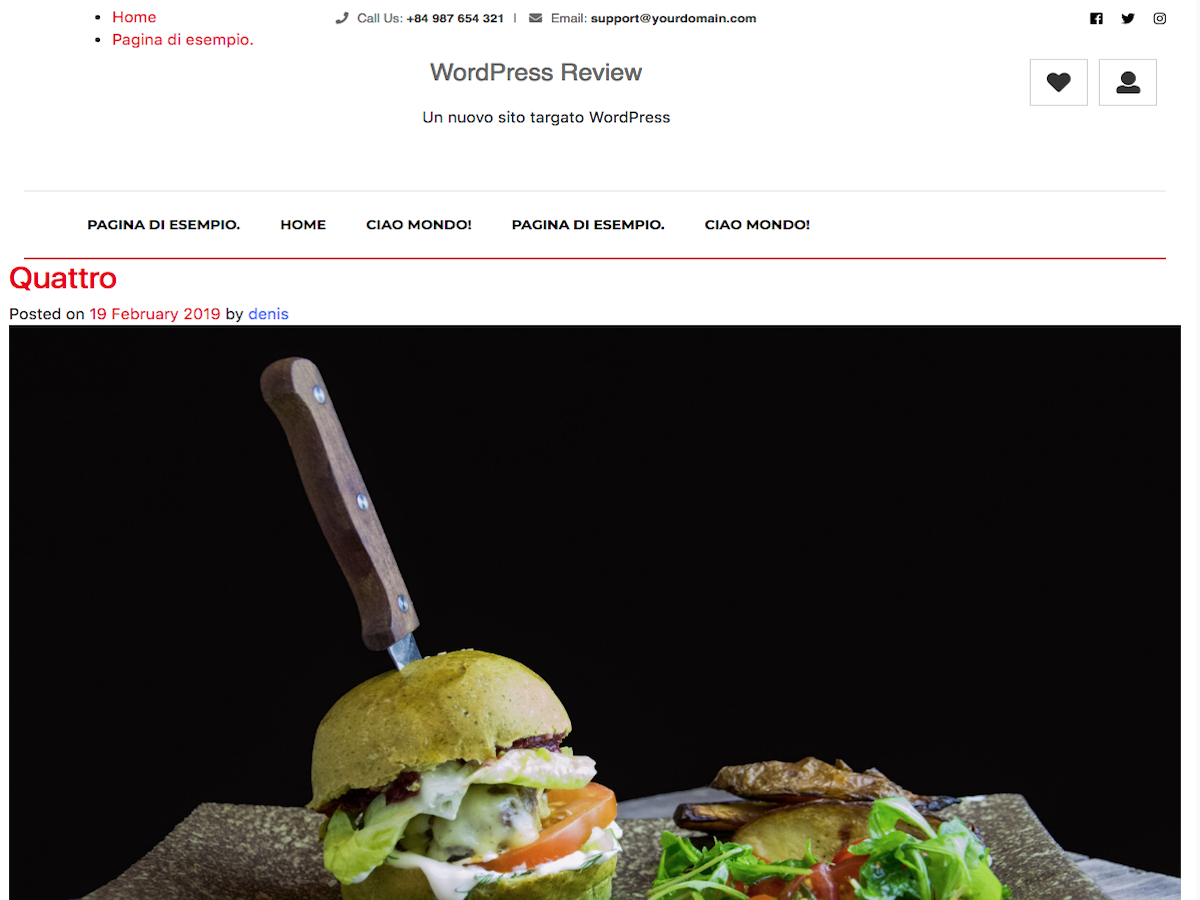 Home
Pagina di esempio.
Call Us: +84 987 654 321 | Email: support@yourdomain.com
WordPress Review
Un nuovo sito targato WordPress
PAGINA DI ESEMPIO. HOME CIAO MONDO! PAGINA DI ESEMPIO. CIAO MONDO!
Quattro
Posted on 19 February 2019 by denis